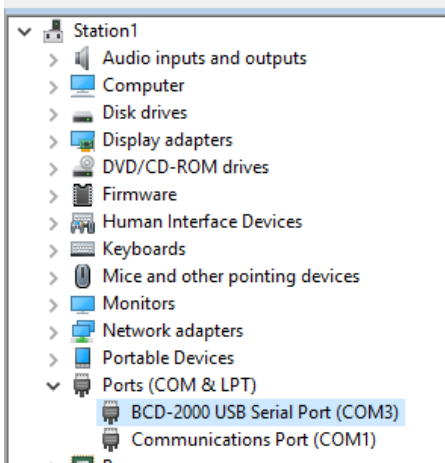 Station1
Audio inputs and outputs
Computer
Disk drives
Display adapters
DVD/CD-ROM drives
Firmware
Human Interface Devices
Keyboards
Mice and other pointing devices
Monitors
Network adapters
Portable Devices
Ports (COM & LPT)
BCD-2000 USB Serial Port (COM3)
Communications Port (COM1)